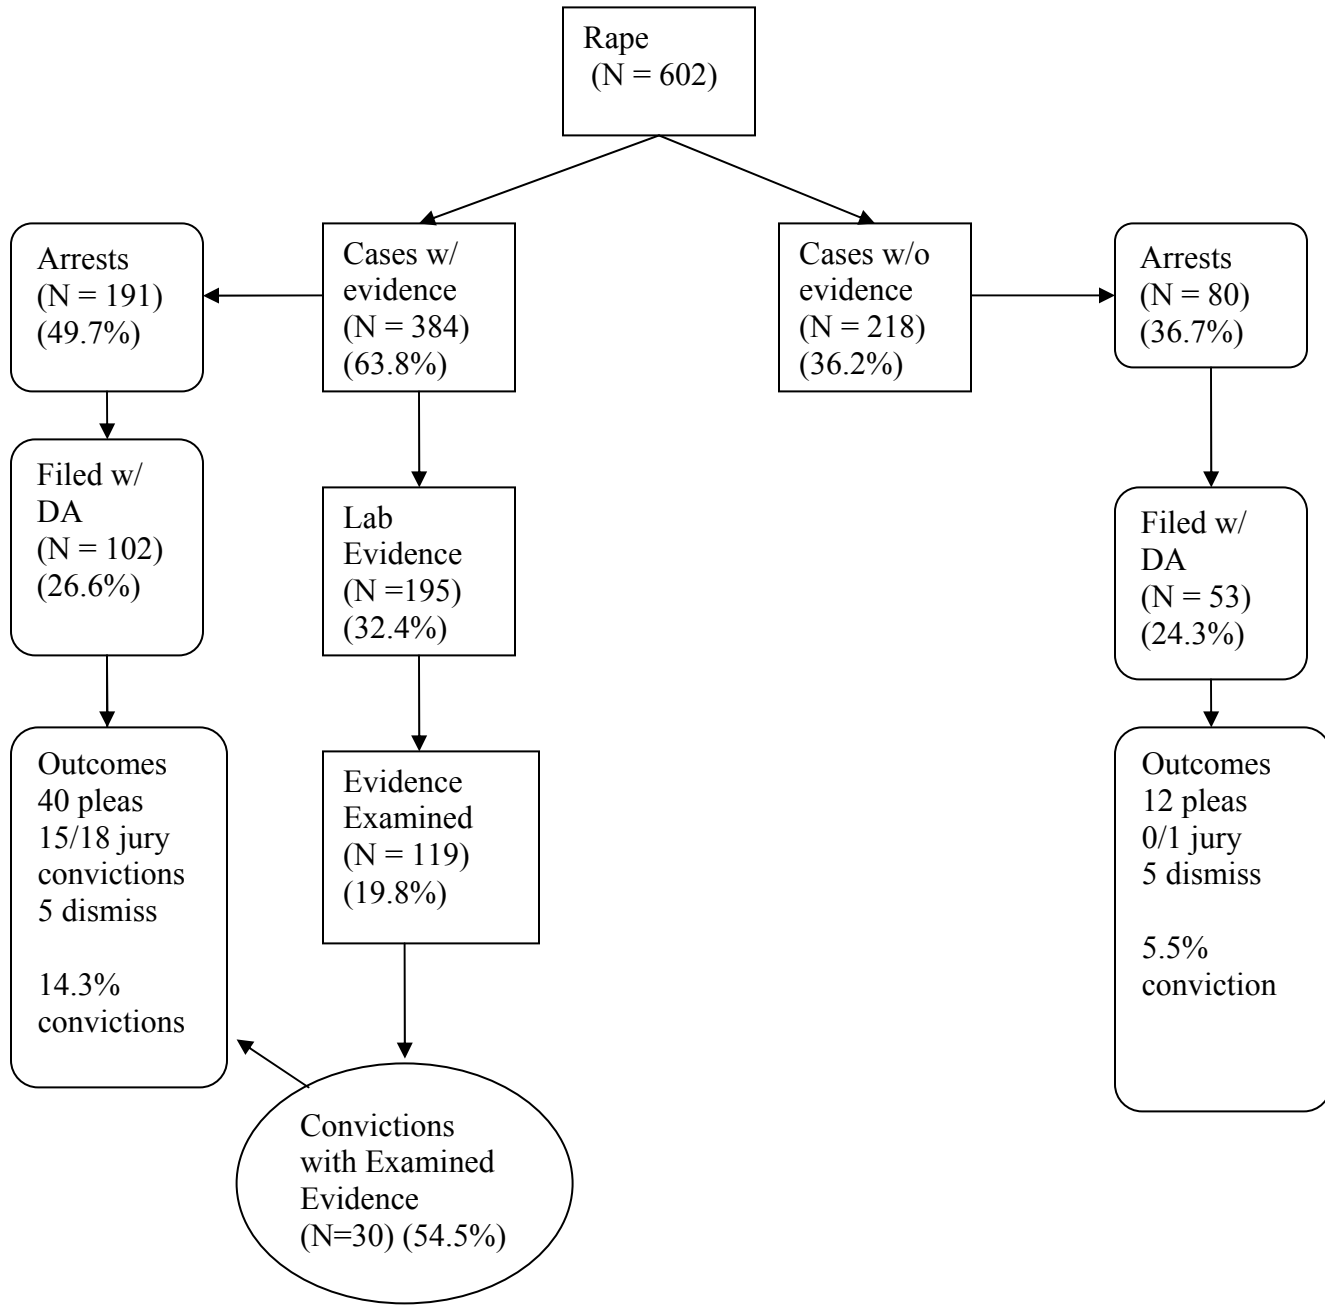 Rape
(N = 602)
Arrests
(N = 191)
(49.7%)
Cases w/
evidence
(N = 384)
(63.8%)
Cases w/o
evidence
(N = 218)
(36.2%)
Arrests
(N = 80)
(36.7%)
Filed w/
DA
(N = 102)
(26.6%)
Lab
Evidence
(N =195)
(32.4%)
Filed w/
DA
(N = 53)
(24.3%)
Outcomes
40 pleas
15/18 jury
convictions
5 dismiss
14.3%
convictions
Evidence
Examined
(N = 119)
(19.8%)
Outcomes
12 pleas
0/1 jury
5 dismiss
5.5%
conviction
Convictions
with Examined
Evidence
(N=30) (54.5%)